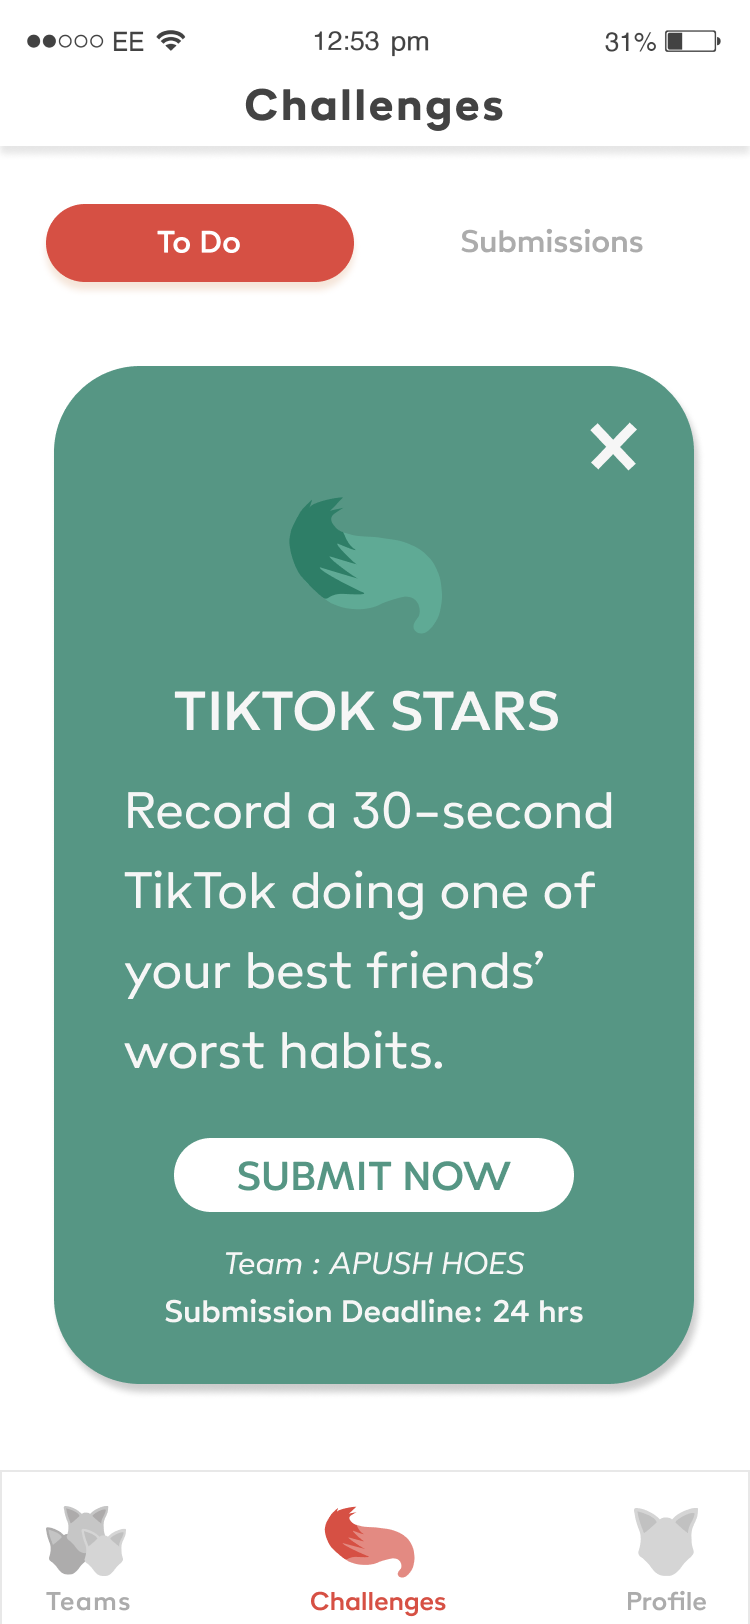 EE 12:53 pm 31%
Challenges
To Do Submissions
TIKTOK STARS
Record a 30-second
TikTok doing one of
your best friends’
worst habits.
SUBMIT NOW
Team : APUSH HOES
Submission Deadline: 24 hrs
Teams Challenges Profile